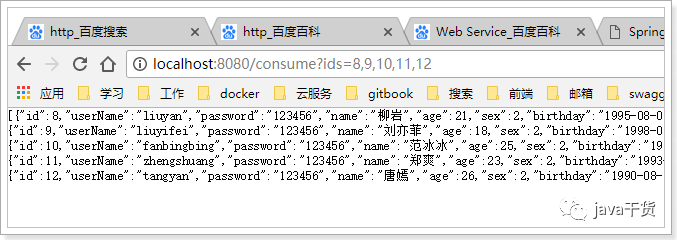 http_百度搜索 http_百度百科 Web Service_百度百科 Spring
localhost:8080/consume?ids=8,9,10,11,12
应用 学习 工作 docker 云服务 gitbook 搜索 前端 邮箱 swagg
[{"id":8,"userName":"liuyan","password":"123456","name":"柳岩","age":21,"sex":2,"birthday":"1995-08-0
{"id":9,"userName":"liuyifei","password":"123456","name":"刘亦菲","age":18,"sex":2,"birthday":"1998-0
{"id":10,"userName":"fanbingbing","password":"123456","name":"范冰冰","age":25,"sex":2,"birthday":"19
{"id":11,"userName":"zhengshuang","password":"123456","name":"郑爽","age":23,"sex":2,"birthday":"1993-
{"id":12,"userName":"tangyan","password":"123456","name":"唐嫣","age":26,"sex":2,"birthday":"1990-08-
java干货